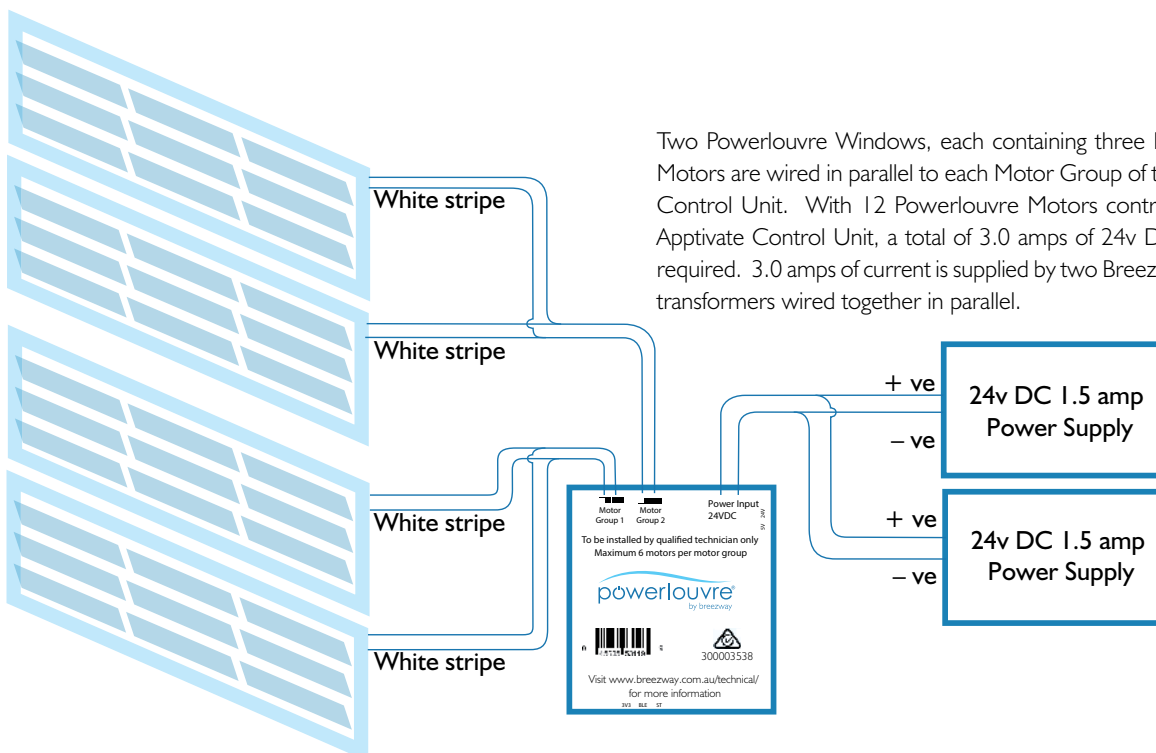 Two Powerlouvre Windows, each containing three
Motors are wired in parallel to each Motor Group of
Control Unit. With 12 Powerlouvre Motors
Apptivate Control Unit, a total of 3.0 amps of 24v
required. 3.0 amps of current is supplied by two
transformers wired together in parallel.
White stripe
White stripe
White stripe
White stripe
+ ve
– ve
24v DC 1.5 amp
Power Supply
+ ve
– ve
24v DC 1.5 amp
Power Supply
Motor
Group 1
Motor
Group 2
Power Input
24VDC
5V 24V
To be installed by qualified technician only
Maximum 6 motors per motor group
powerlouvre®
by breezway
300003538
Visit www.breezway.com.au/technical/
for more information
3V3 BLE ST